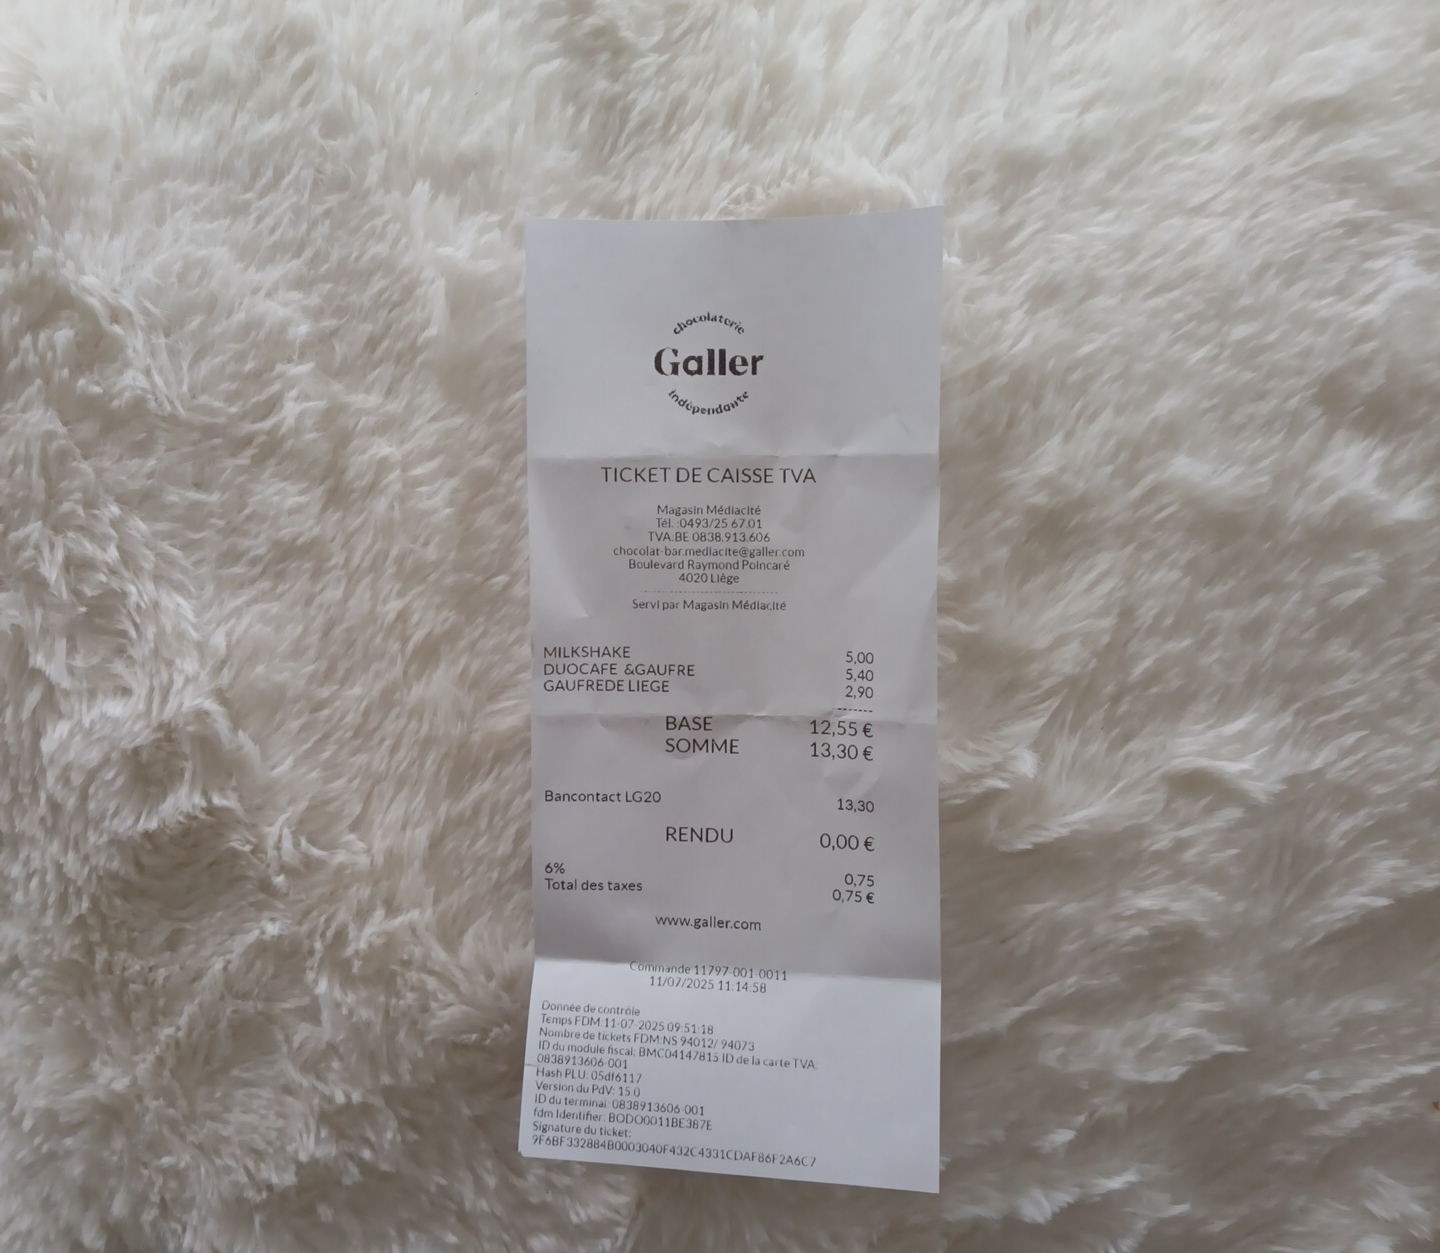 chocolaterie
Galler
indépendante
TICKET DE CAISSE TVA
Magasin Médiacité
Tél. :0493/25 67 01
TVA:BE 0838.913.606
chocolat-bar.mediacite@galler.com
Boulevard Raymond Poincaré
4020 Liège
Servi par Magasin Médiacité
MILKSHAKE 5,00
DUOCAFE &GAUFRE 5,40
GAUFREDE LIEGE 2,90
-------
BASE 12,55 €
SOMME 13,30 €
Bancontact LG20 13,30
RENDU 0,00 €
6% 0,75
Total des taxes 0,75 €
www.galler.com
Commande 11797-001-0011
11/07/2025 11:14:58
Donnée de contrôle
Temps FDM:11-07-2025 09:51:18
Nombre de tickets FDM:NS 94012/ 94073
ID du module fiscal: BMC04147815 ID de la carte TVA:
0838913606-001
Hash PLU: 05df6117
Version du PdV: 15.0
ID du terminal: 0838913606-001
fdm Identifier: BODO0011BE387E
Signature du ticket:
9F6BF332884B0003040F432C4331CDAF86F2A6C7